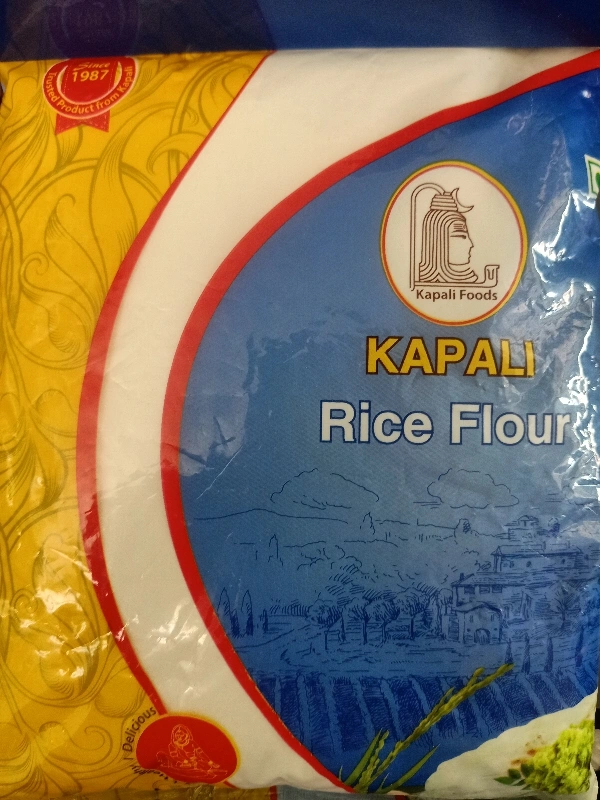 Since
1987
Trusted Product from Kapali
Kapali Foods
KAPALI
Rice Flour
Delicious